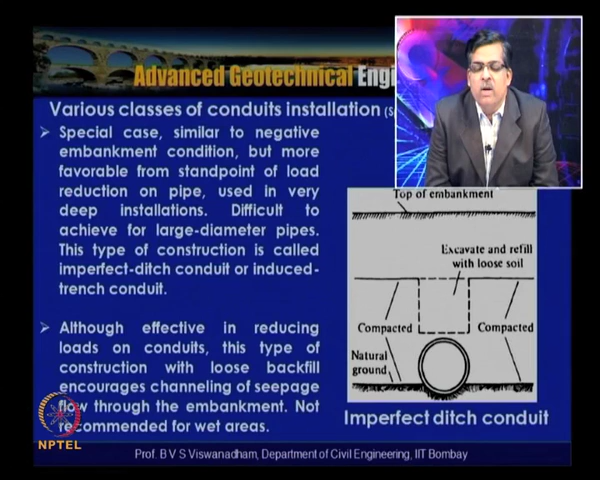 Advanced Geotechnical Engi
Various classes of conduits installation (S
➤ Special case, similar to negative
embankment condition, but more
favorable from standpoint of load
reduction on pipe, used in very
deep installations. Difficult to
achieve for large-diameter pipes.
This type of construction is called
imperfect-ditch conduit or induced-
trench conduit.
➤ Although effective in reducing
loads on conduits, this type of
construction with loose backfill
encourages channeling of seepage
flow through the embankment. Not
recommended for wet areas.
Top of embankment
Excavate and refill
with loose soil
Compacted
Compacted
Natural
ground
Imperfect ditch conduit
NPTEL
Prof. B V S Viswanadham, Department of Civil Engineering, IIT Bombay